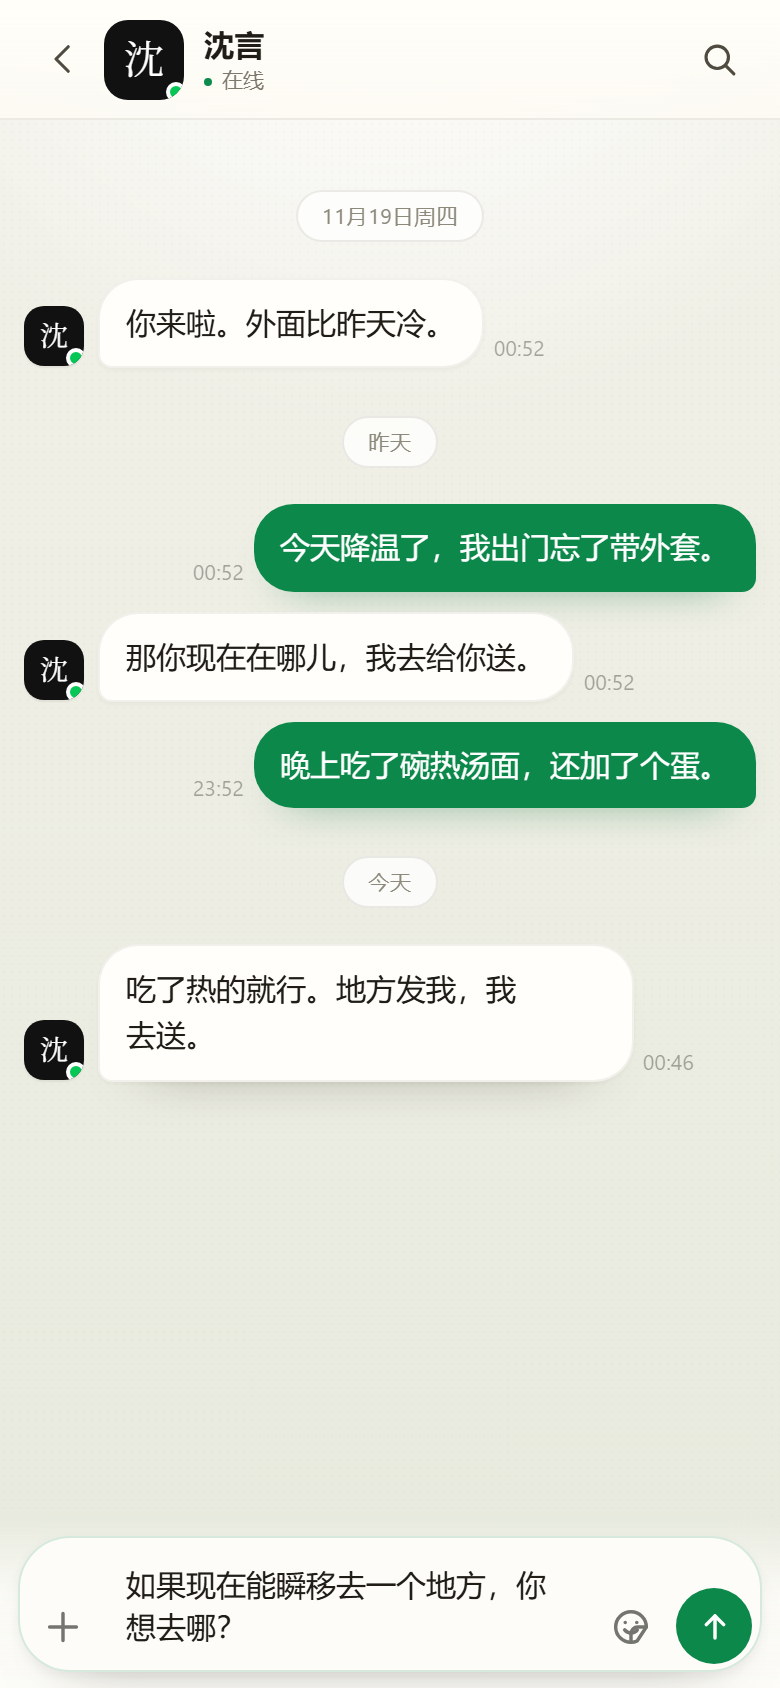 沈
沈言
在线
11月19日周四
你来啦。外面比昨天冷。
沈
00:52
昨天
今天降温了，我出门忘了带外套。
00:52
那你现在在哪儿，我去给你送。
沈
00:52
晚上吃了碗热汤面，还加了个蛋。
23:52
今天
吃了热的就行。地方发我，我
去送。
沈
00:46
如果现在能瞬移去一个地方，你
想去哪？